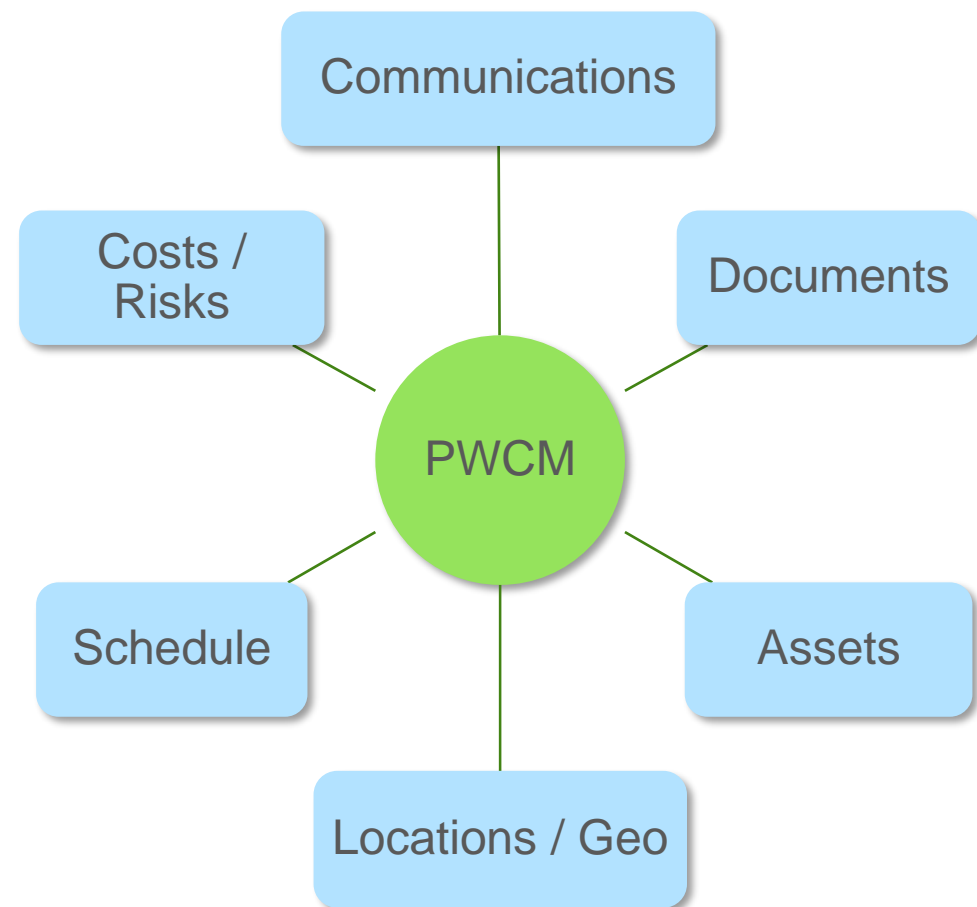 Communications
Costs /
Risks
Documents
PWCM
Schedule
Assets
Locations / Geo